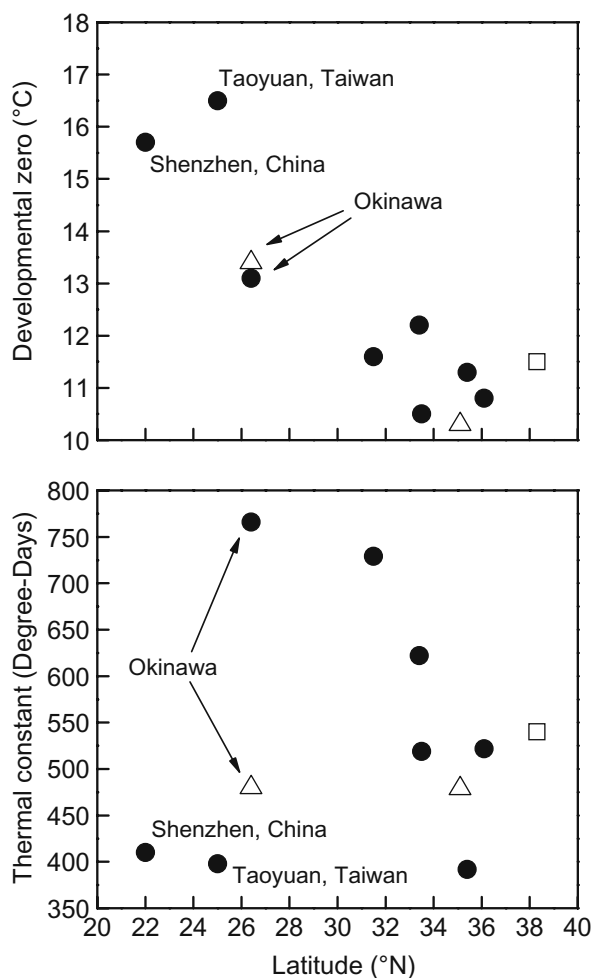 Developmental zero (°C)
18
17
16
15
14
13
12
11
10
Taoyuan, Taiwan
Shenzhen, China
Okinawa
Thermal constant (Degree-Days)
800
750
700
650
600
550
500
450
400
350
Okinawa
Shenzhen, China
Taoyuan, Taiwan
20 22 24 26 28 30 32 34 36 38 40
Latitude (°N)